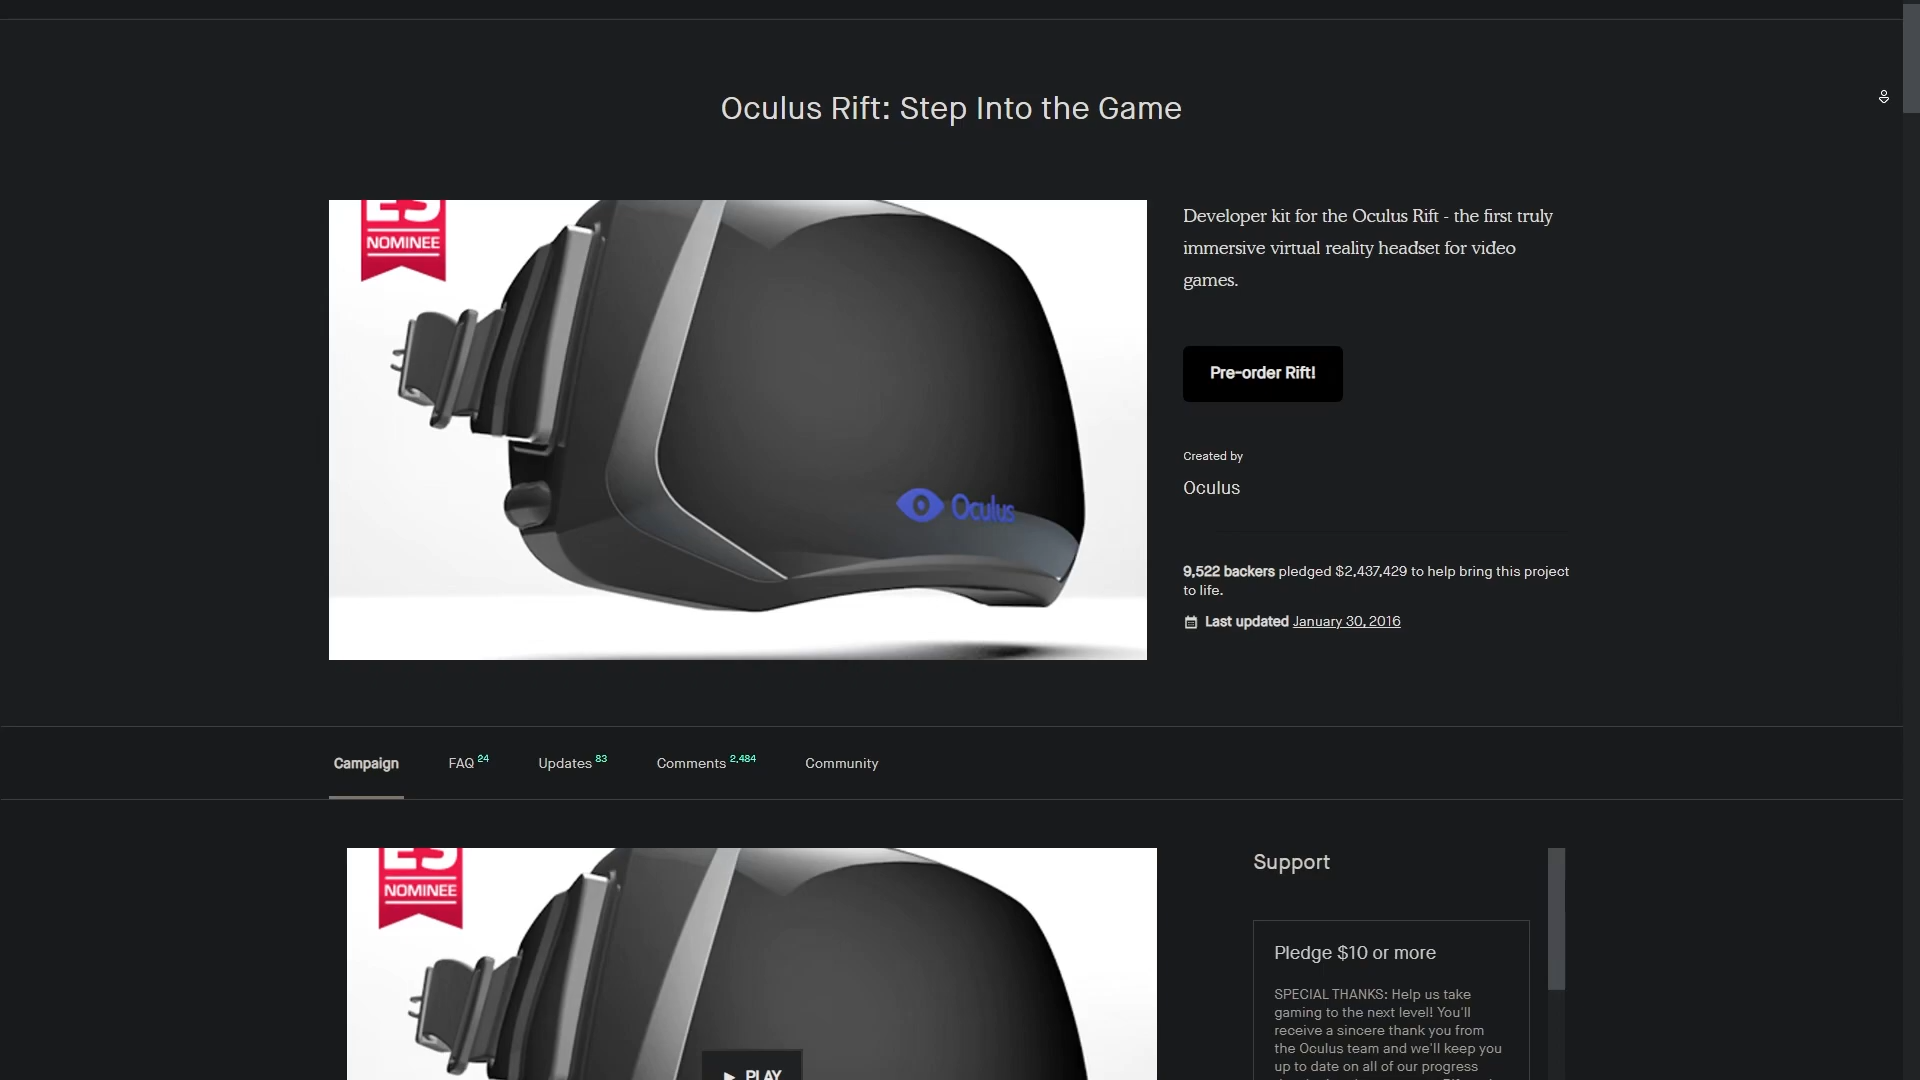 Oculus Rift: Step Into the Game
NOMINEE
Oculus
Developer kit for the Oculus Rift - the first truly
immersive virtual reality headset for video
games.
Pre-order Rift!
Created by
Oculus
9,522 backers pledged $2,437,429 to help bring this project
to life.
Last updated January 30, 2016
Campaign
FAQ 24
Updates 83
Comments 2,484
Community
NOMINEE
PLAY
Support
Pledge $10 or more
SPECIAL THANKS: Help us take
gaming to the next level! You'll
receive a sincere thank you from
the Oculus team and we'll keep you
up to date on all of our progress